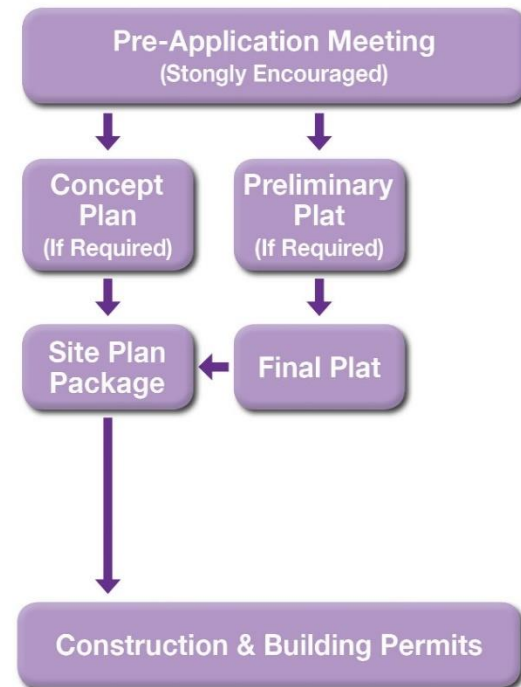 Pre-Application Meeting
(Stongly Encouraged)
Concept
Plan
(If Required)
Preliminary
Plat
(If Required)
Site Plan
Package
Final Plat
Construction & Building Permits